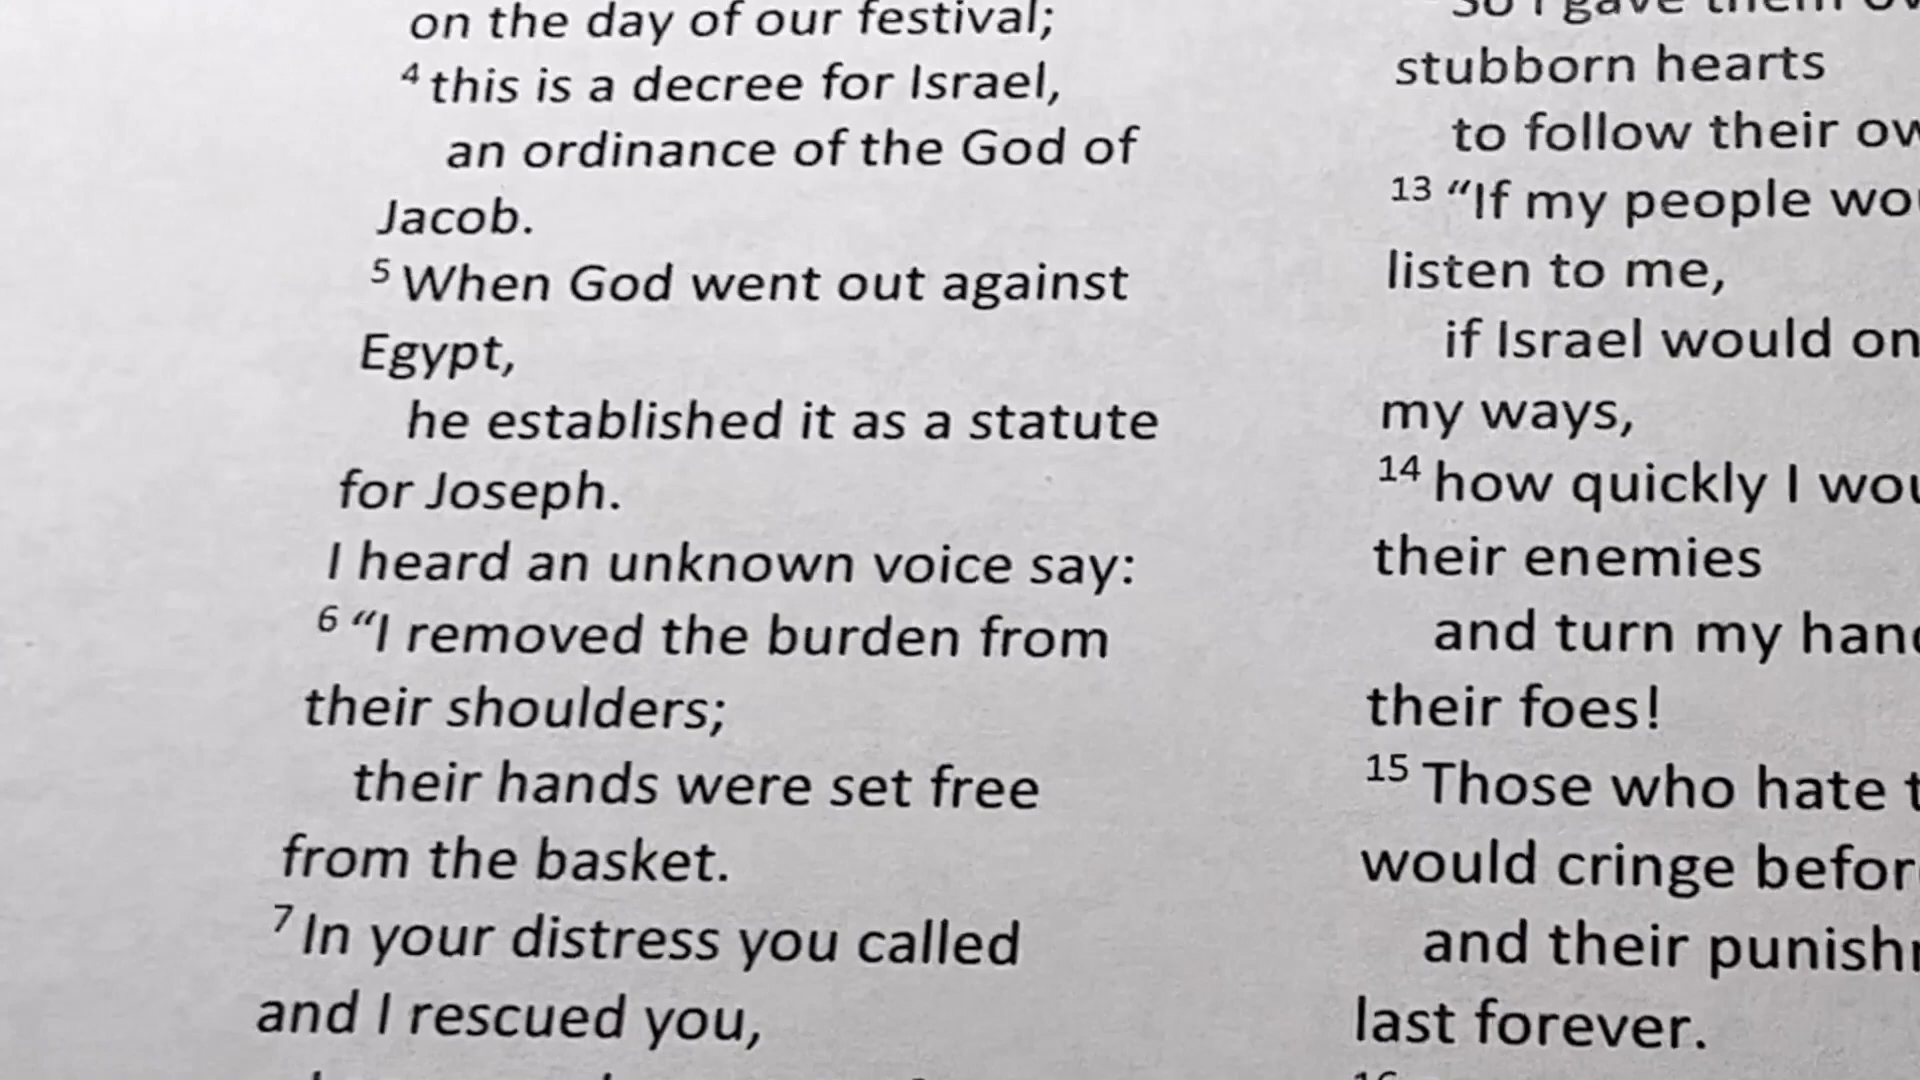 on the day of our festival;
4 this is a decree for Israel,
an ordinance of the God of
Jacob.
5 When God went out against
Egypt,
he established it as a statute
for Joseph.
I heard an unknown voice say:
6 “I removed the burden from
their shoulders;
their hands were set free
from the basket.
7 In your distress you called
and I rescued you,
So I gave them
stubborn hearts
to follow their
13 “If my people
listen to me,
if Israel would
my ways,
14 how quickly I
their enemies
and turn my
their foes!
15 Those who hate
would cringe
and their
last forever.